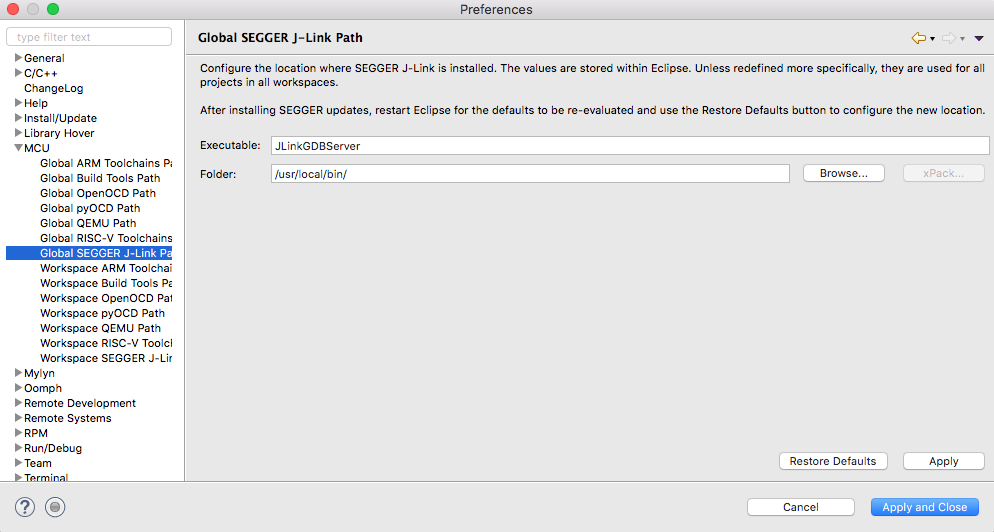 Preferences
type filter text
General
C/C++
ChangeLog
Help
Install/Update
Library Hover
MCU
Global ARM Toolchains Pa
Global Build Tools Path
Global OpenOCD Path
Global pyOCD Path
Global QEMU Path
Global RISC-V Toolchains
Global SEGGER J-Link Pa
Workspace ARM Toolchai
Workspace Build Tools Pa
Workspace OpenOCD Pat
Workspace pyOCD Path
Workspace QEMU Path
Workspace RISC-V Toolcl
Workspace SEGGER J-Lir
Mylyn
Oomph
Remote Development
Remote Systems
RPM
Run/Debug
Team
Terminal
Global SEGGER J-Link Path
Configure the location where SEGGER J-Link is installed. The values are stored within Eclipse. Unless redefined more specifically, they are used for all
projects in all workspaces.
After installing SEGGER updates, restart Eclipse for the defaults to be re-evaluated and use the Restore Defaults button to configure the new location.
Executable: JLinkGDBServer
Folder: /usr/local/bin/ Browse... xPack...
Restore Defaults Apply
? Cancel Apply and Close